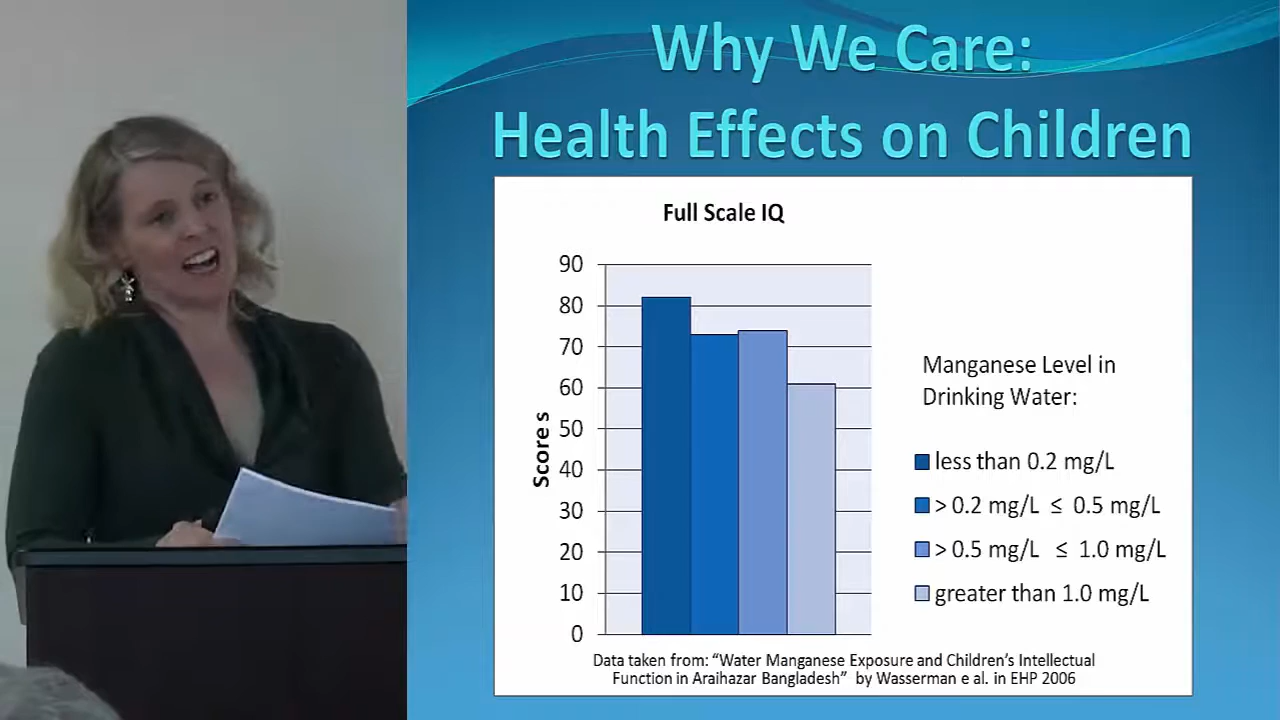 Why We Care:
Health Effects on Children
Full Scale IQ
90
80
70
60
50
40
30
20
10
0
Scores
Manganese Level in
Drinking Water:
less than 0.2 mg/L
> 0.2 mg/L ≤ 0.5 mg/L
> 0.5 mg/L ≤ 1.0 mg/L
greater than 1.0 mg/L
Data taken from: “Water Manganese Exposure and Children’s Intellectual
Function in Araihazar Bangladesh” by Wasserman e al. in EHP 2006